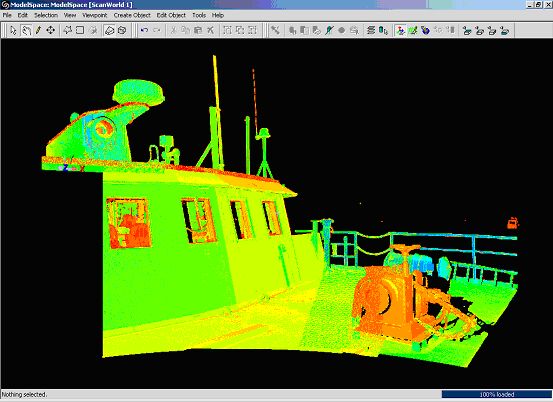 ModelSpace: ModelSpace [ScanWorld 1]
File Edit Selection View Viewpoint Create Object Edit Object Tools Help
Nothing selected.
100% loaded